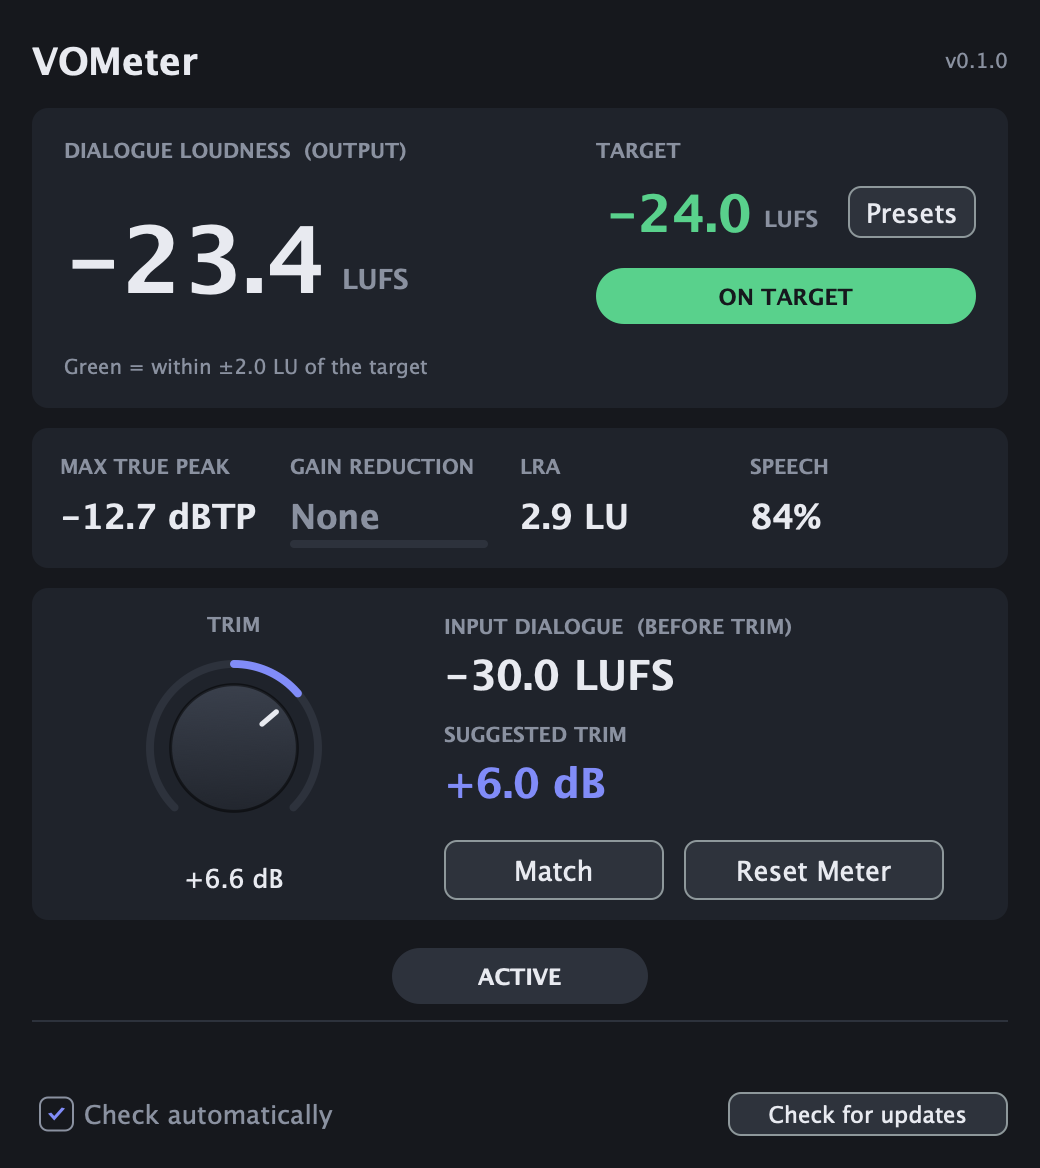 VOMeter
v0.1.0
DIALOGUE LOUDNESS (OUTPUT)
TARGET
-23.4 LUFS
-24.0 LUFS
Presets
ON TARGET
Green = within ±2.0 LU of the target
MAX TRUE PEAK
-12.7 dBTP
GAIN REDUCTION
None
LRA
2.9 LU
SPEECH
84%
TRIM
+6.6 dB
INPUT DIALOGUE (BEFORE TRIM)
-30.0 LUFS
SUGGESTED TRIM
+6.0 dB
Match
Reset Meter
ACTIVE
Check automatically
Check for updates